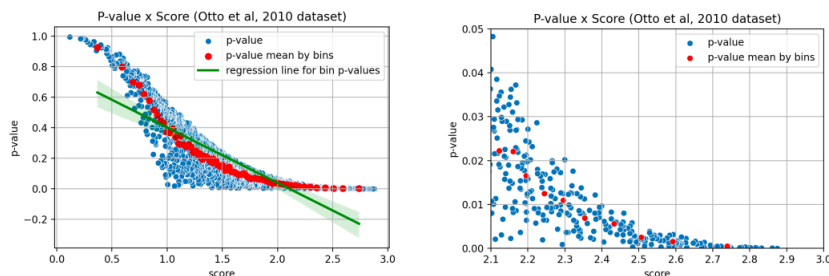 P-value x Score (Otto et al, 2010 dataset)
p-value
p-value mean by bins
regression line for bin p-values
1.0
0.8
0.6
0.4
0.2
0.0
−0.2
p-value
0.0
0.5
1.0
1.5
2.0
2.5
3.0
score
P-value x Score (Otto et al, 2010 dataset)
p-value
p-value mean by bins
0.05
0.04
0.03
0.02
0.01
0.00
p-value
2.1
2.2
2.3
2.4
2.5
2.6
2.7
2.8
2.9
3.0
score